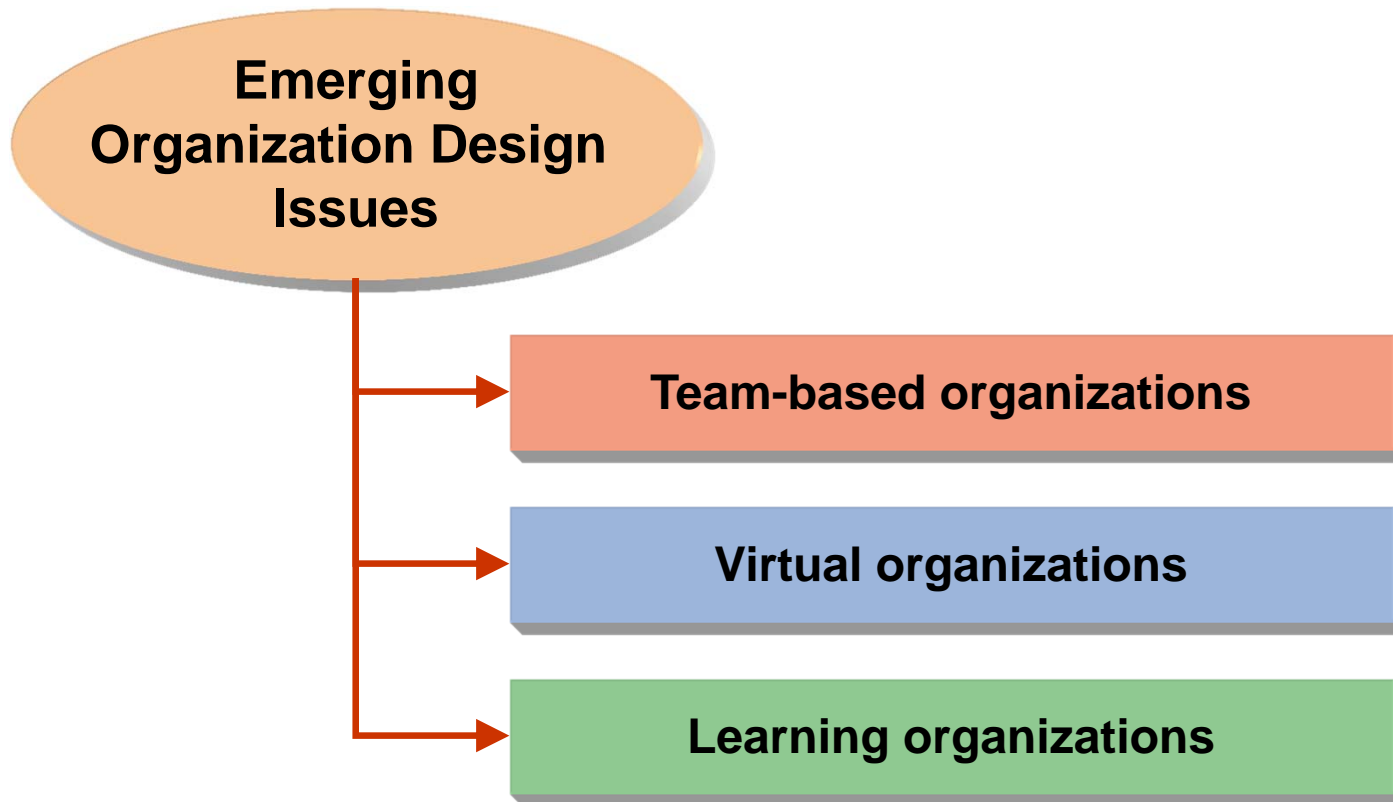 Emerging
Organization Design
Issues
Team-based organizations
Virtual organizations
Learning organizations